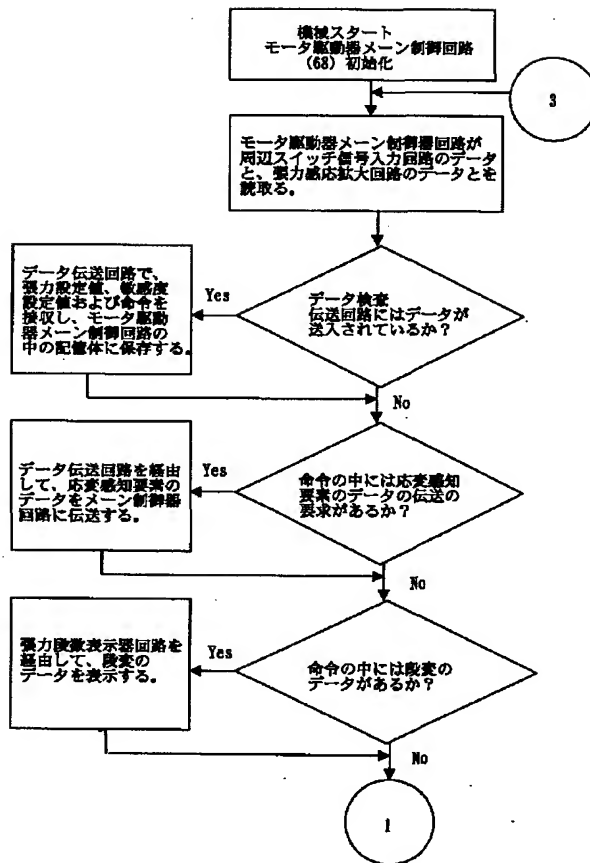 機械スタート
モータ駆動器メーン制御回路
(68) 初期化
3
モータ駆動器メーン制御器回路が
周辺スイッチ信号入力回路のデータ
と、張力感応拡大回路のデータとを
読取る。
データ伝送回路で、
張力設定値、敏感度
設定値および命令を
接収し、モータ駆動
器メーン制御回路の
中の記憶体に保存する。
Yes
データ検査
伝送回路にはデータが
送入されているか?
No
データ伝送回路を経由
して、応変感知要素の
データをメーン制御器
回路に伝送する。
Yes
命令の中には応変感知
要素のデータの伝送の
要求があるか?
No
張力段数表示器回路を
経由して、段変の
データを表示する。
Yes
命令の中には段変の
データがあるか?
No
1